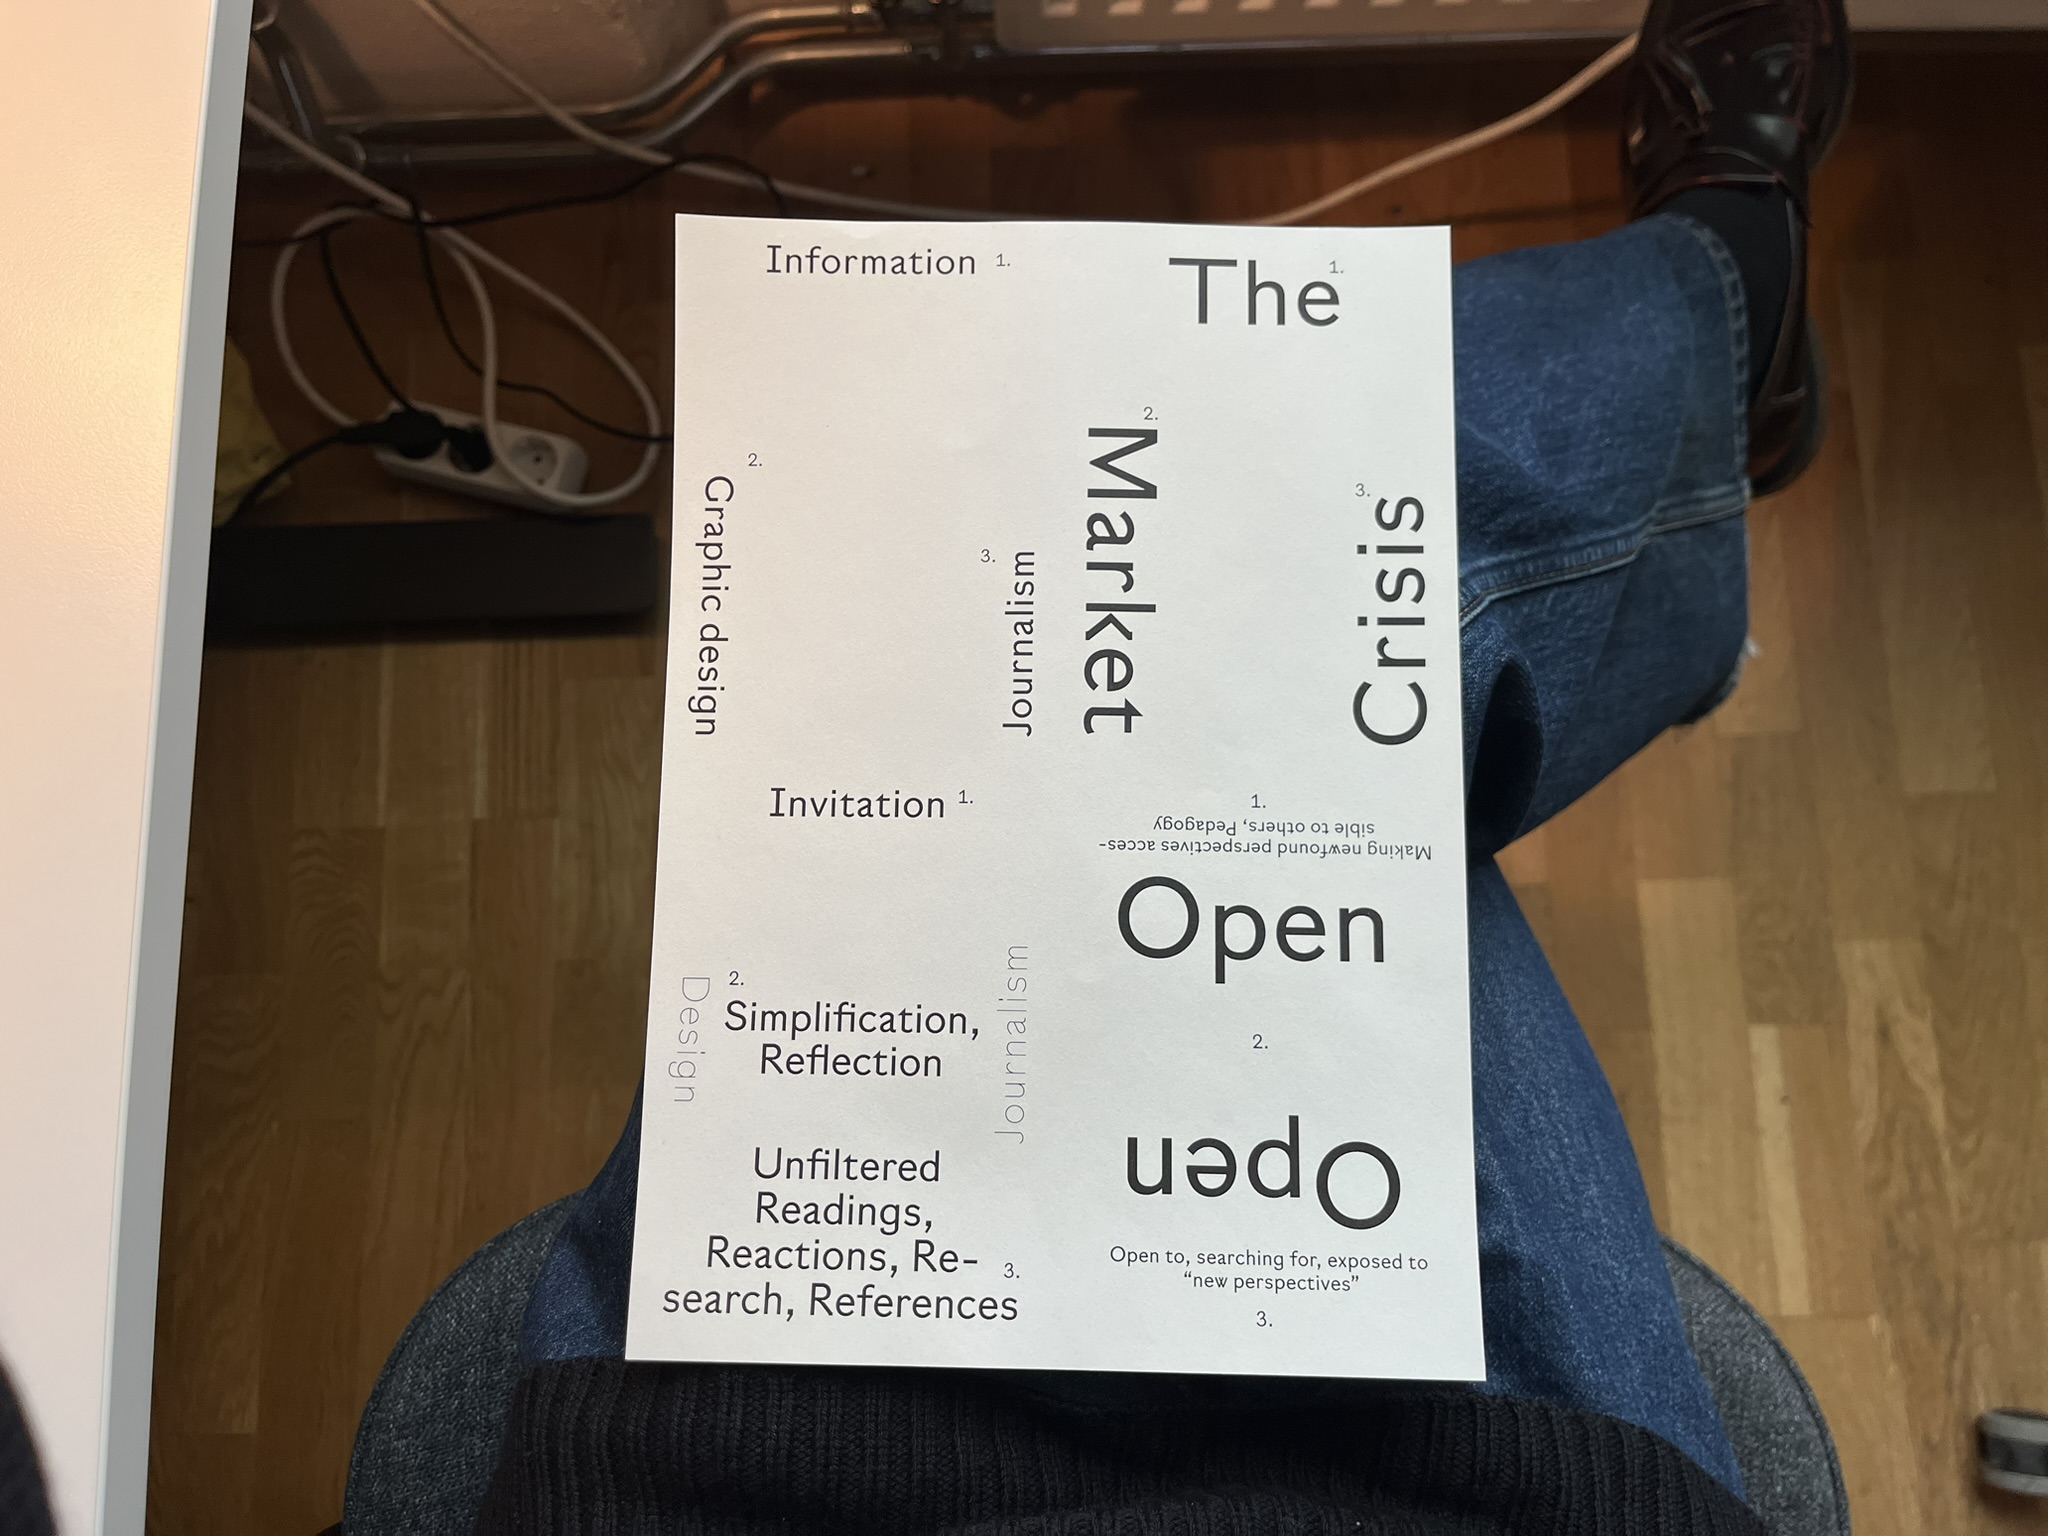 Information 1.
2.
Graphic design
3.
Journalism
The 1.
2.
Market
3.
Crisis
Invitation 1.
Design
2.
Simplification,
Reflection
Journalism
Unfiltered
Readings,
Reactions, Re-
search, References
3.
1.
Making newfound perspectives acces-
sible to others, Pedagogy
Open
2.
Open
Open to, searching for, exposed to
“new perspectives”
3.